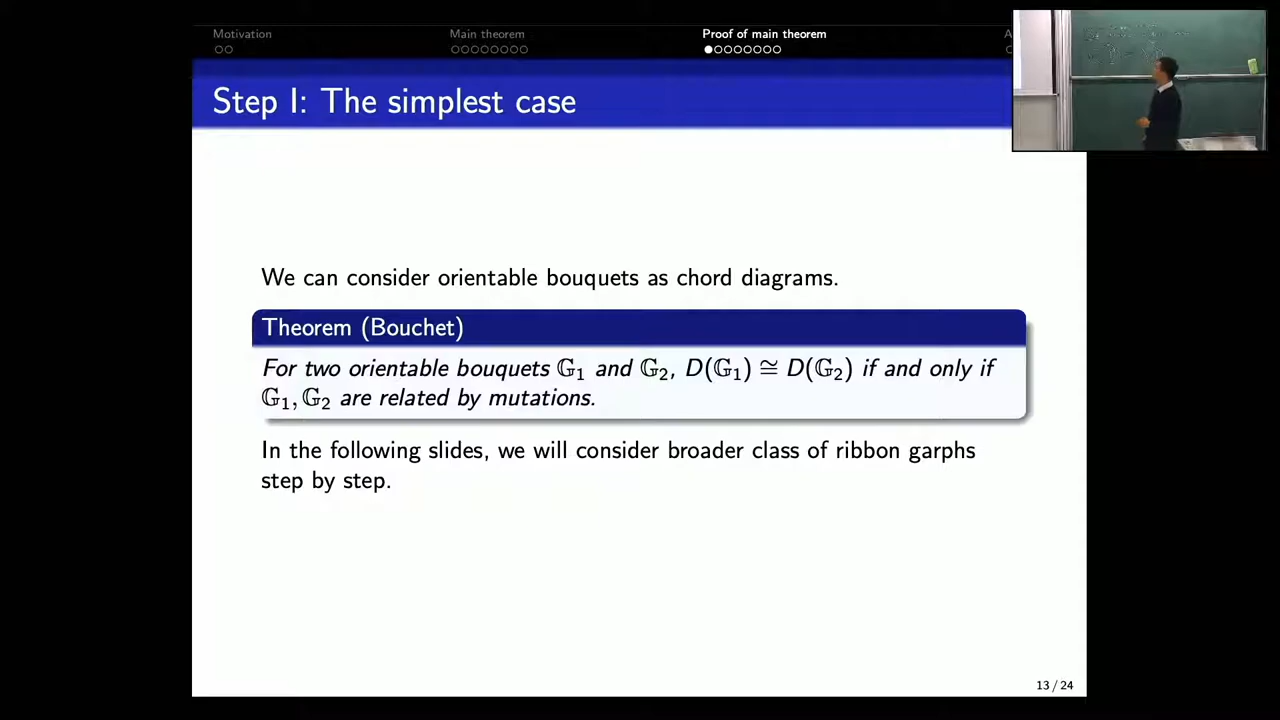 Motivation Main theorem Proof of main theorem A
Step I: The simplest case
We can consider orientable bouquets as chord diagrams.
Theorem (Bouchet)
For two orientable bouquets 𝔾₁ and 𝔾₂, D(𝔾₁) ≅ D(𝔾₂) if and only if
𝔾₁, 𝔾₂ are related by mutations.
In the following slides, we will consider broader class of ribbon garphs
step by step.
13 / 24